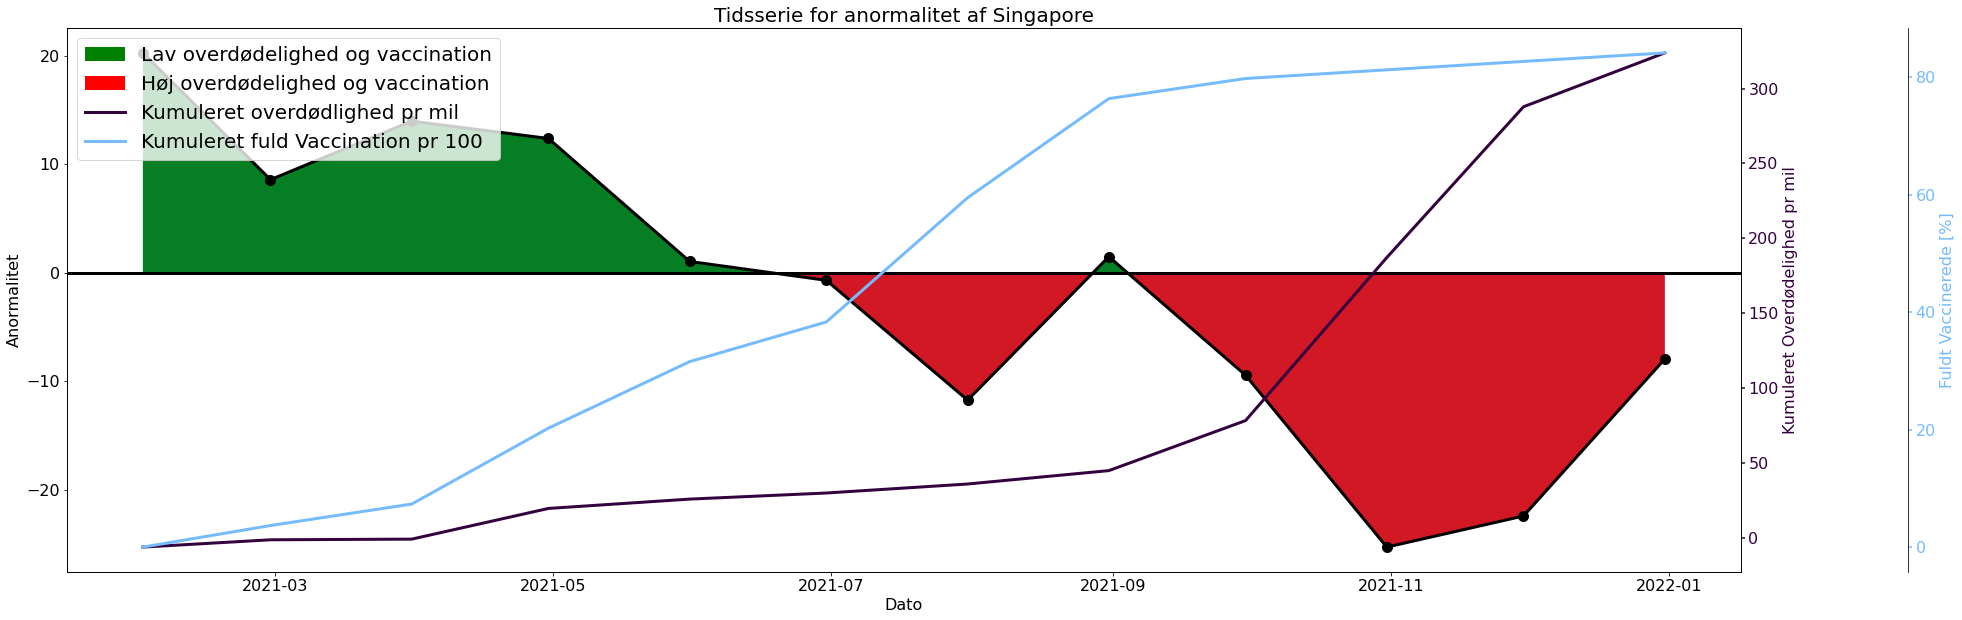 Tidsserie for anormalitet af Singapore
Lav overdødelighed og vaccination
Høj overdødelighed og vaccination
Kumuleret overdødlighed pr mil
Kumuleret fuld Vaccination pr 100
Anormalitet
20
10
0
−10
−20
2021-03
2021-05
2021-07
2021-09
2021-11
2022-01
Dato
300
250
200
150
100
50
0
Kumuleret Overdødelighed pr mil
80
60
40
20
0
Fuldt Vaccinerede [%]